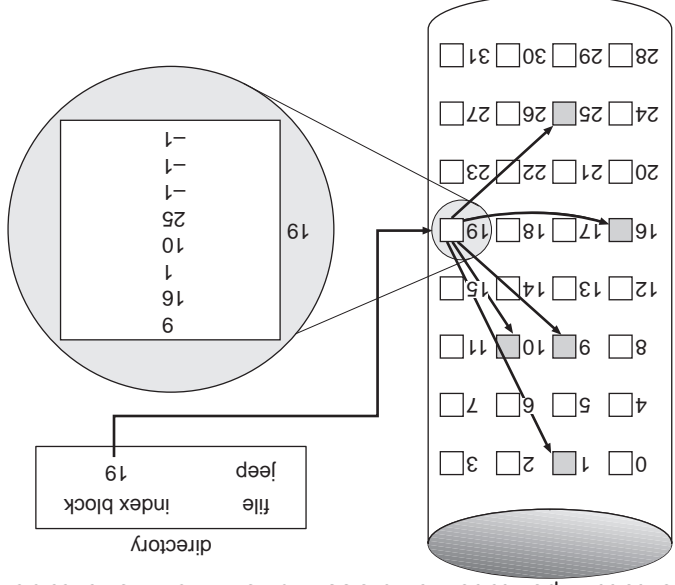 directory
file index block
jeep 19
0 1 2 3
4 5 6 7
8 9 10 11
12 13 14 15
16 17 18 19
20 21 22 23
24 25 26 27
28 29 30 31
19
9
16
1
10
25
–1
–1
–1